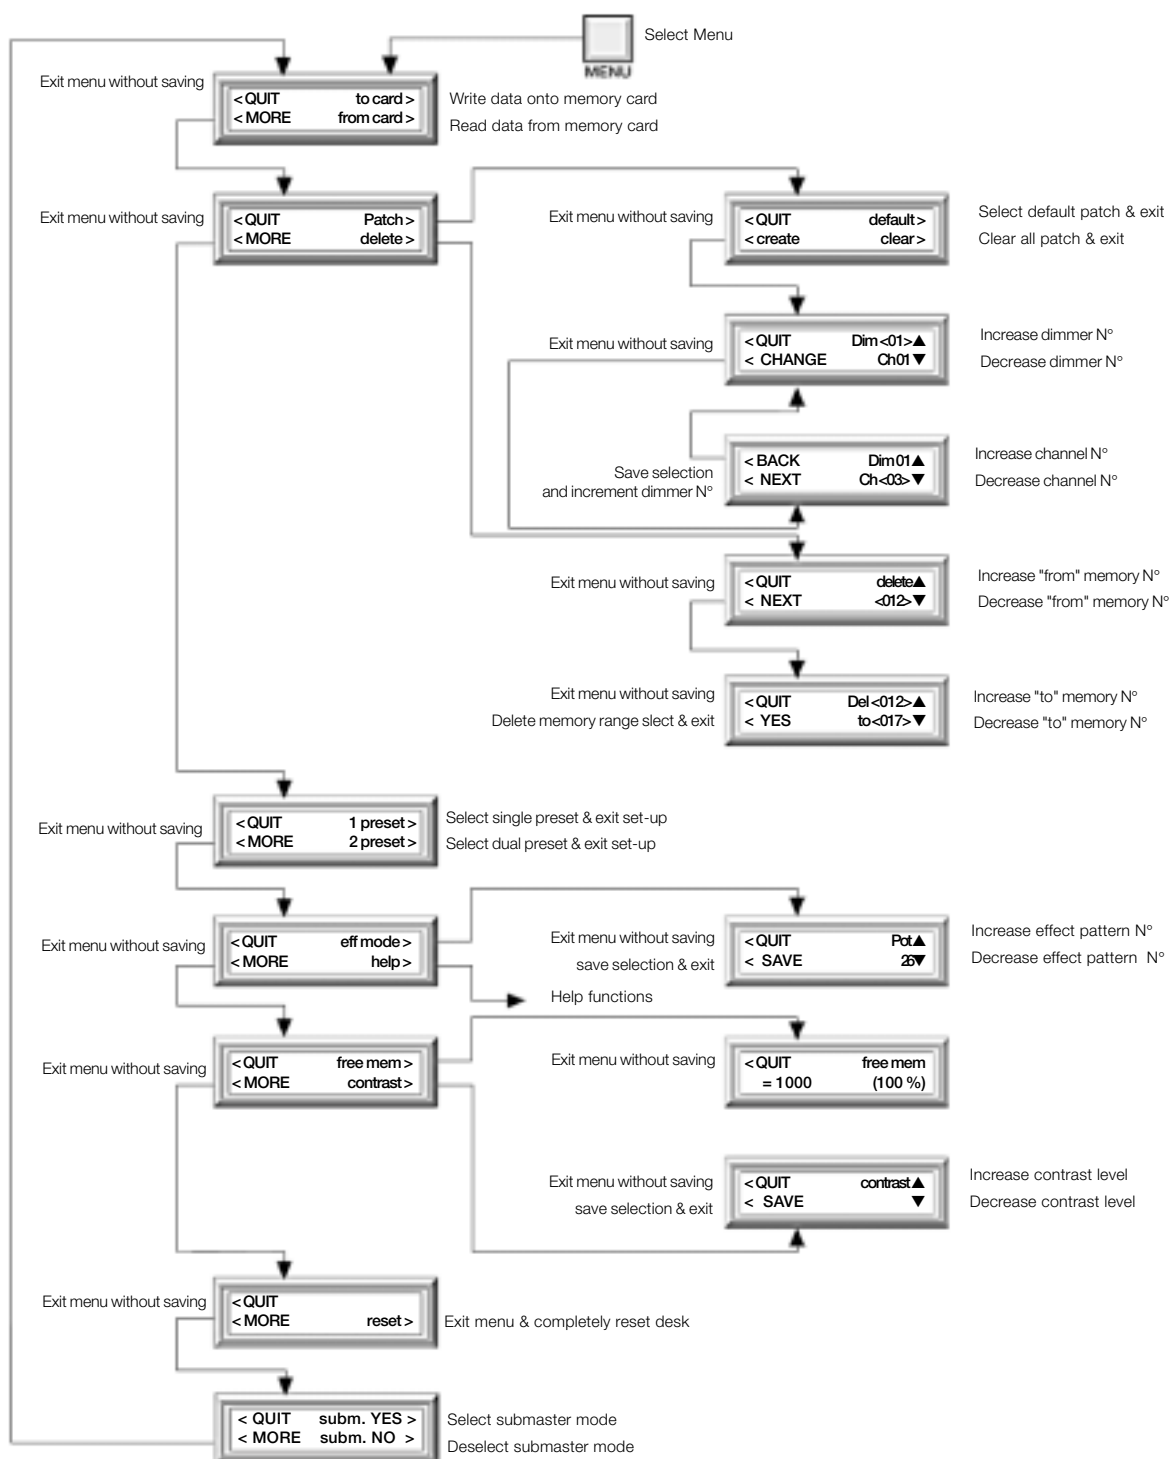 Select Menu
MENU
Exit menu without saving
<QUIT to card>
<MORE from card>
Write data onto memory card
Read data from memory card
Exit menu without saving
<QUIT Patch>
<MORE delete>
Exit menu without saving
<QUIT default>
<create clear>
Select default patch & exit
Clear all patch & exit
Exit menu without saving
<QUIT Dim<01>▲
< CHANGE Ch01▼
Increase dimmer N°
Decrease dimmer N°
Save selection
and increment dimmer N°
<BACK Dim01▲
< NEXT Ch<03>▼
Increase channel N°
Decrease channel N°
Exit menu without saving
<QUIT delete▲
< NEXT <012>▼
Increase "from" memory N°
Decrease "from" memory N°
Exit menu without saving
Delete memory range slect & exit
<QUIT Del<012>▲
< YES to<017>▼
Increase "to" memory N°
Decrease "to" memory N°
Exit menu without saving
<QUIT 1 preset>
<MORE 2 preset>
Select single preset & exit set-up
Select dual preset & exit set-up
Exit menu without saving
<QUIT eff mode>
<MORE help>
Exit menu without saving
save selection & exit
<QUIT Pot▲
< SAVE 26▼
Increase effect pattern N°
Decrease effect pattern N°
Help functions
Exit menu without saving
<QUIT free mem>
<MORE contrast>
Exit menu without saving
<QUIT free mem
= 1000 (100 %)
Exit menu without saving
save selection & exit
<QUIT contrast▲
< SAVE ▼
Increase contrast level
Decrease contrast level
Exit menu without saving
<QUIT
<MORE reset>
Exit menu & completely reset desk
< QUIT subm. YES >
< MORE subm. NO >
Select submaster mode
Deselect submaster mode